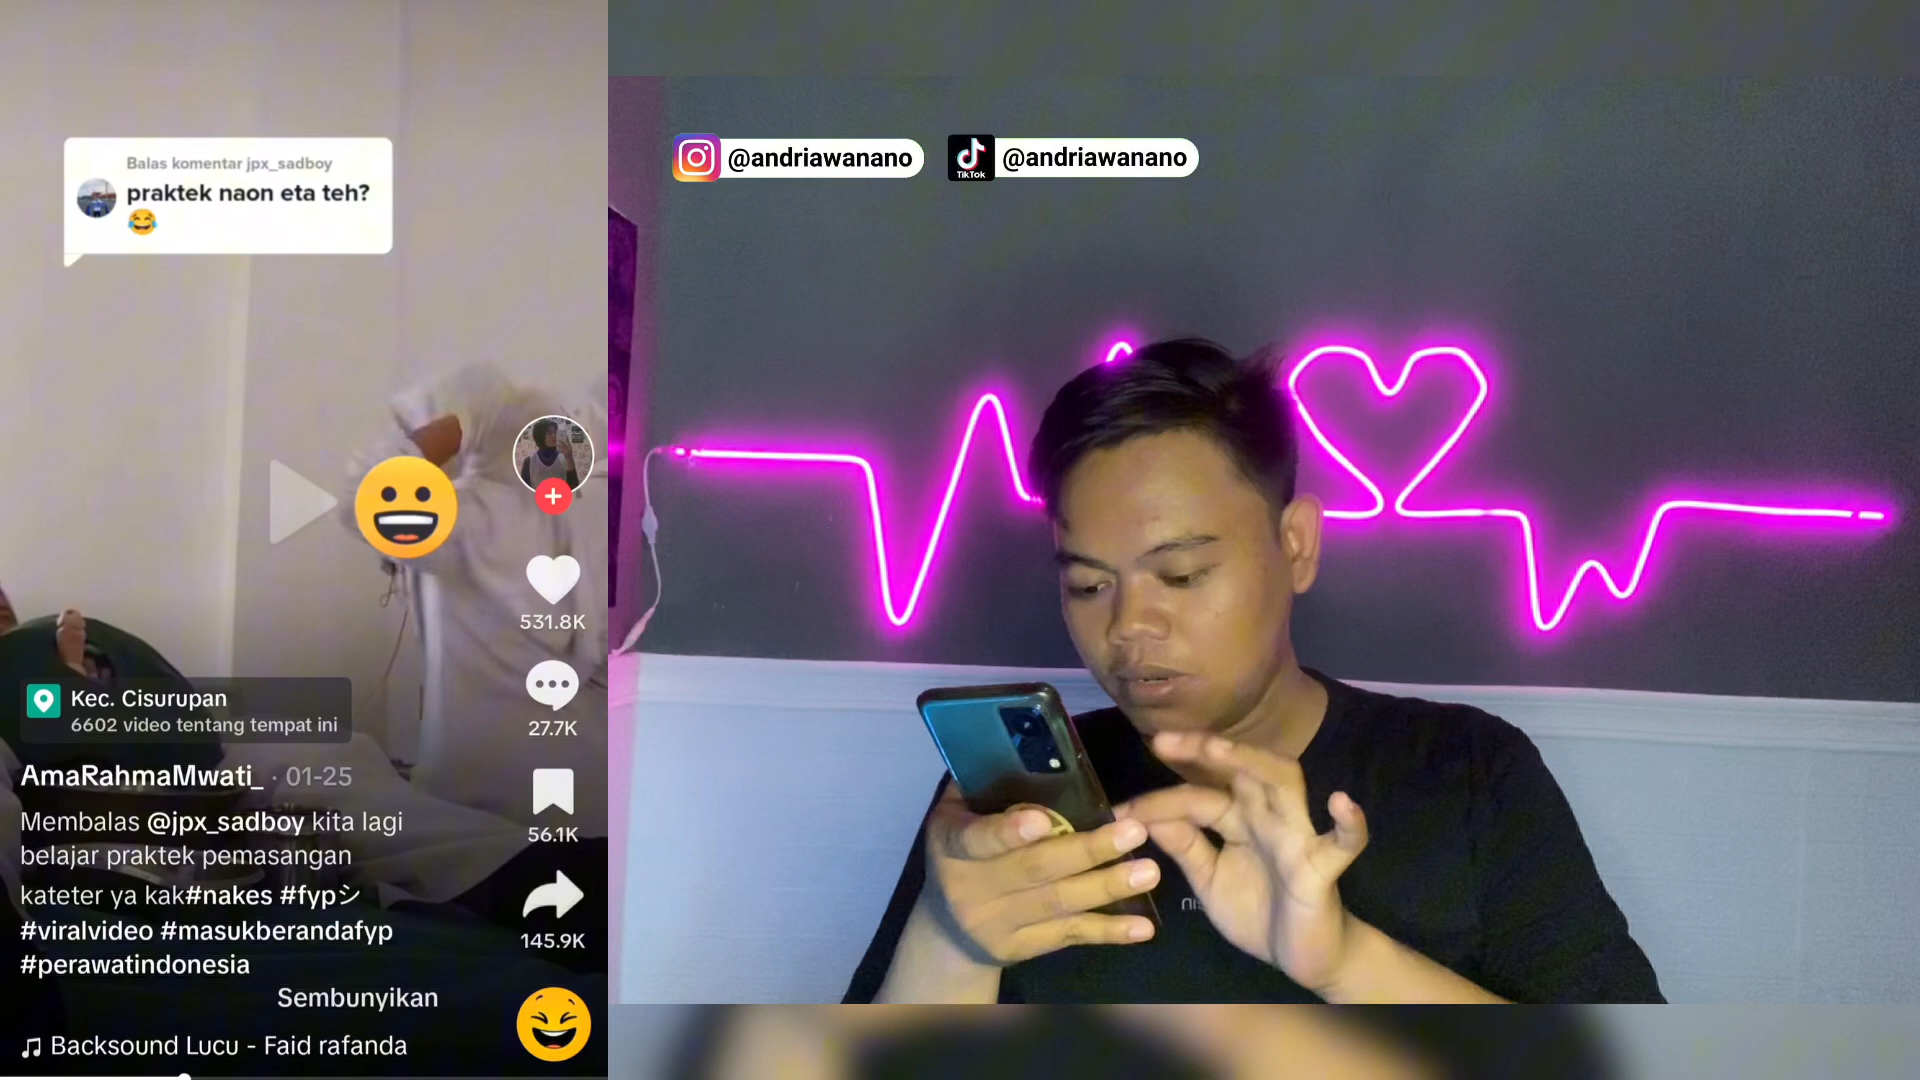 Balas komentar jpx_sadboy
praktek naon eta teh?
😂
Kec. Cisurupan
6602 video tentang tempat ini
AmaRahmaMwati_ · 01-25
Membalas @jpx_sadboy kita lagi
belajar praktek pemasangan
kateter ya kak#nakes #fypシ
#viralvideo #masukberandafyp
#perawatindonesia
Sembunyikan
Backsound Lucu - Faid rafanda
531.8K
27.7K
56.1K
145.9K
@andriawanano
TikTok
@andriawanano